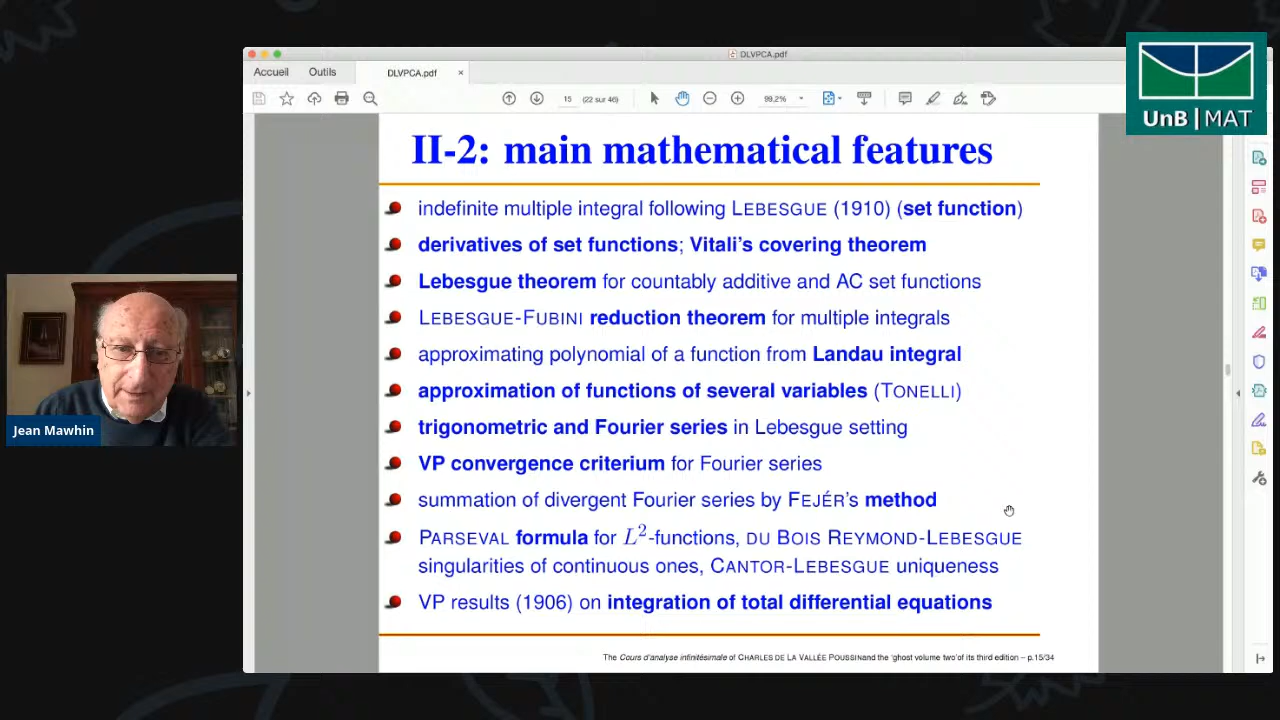 DLVPCA.pdf
Accueil Outils DLVPCA.pdf ×
15 (22 sur 46) 99,2%
UnB | MAT
II-2: main mathematical features
indefinite multiple integral following LEBESGUE (1910) (set function)
derivatives of set functions; Vitali's covering theorem
Lebesgue theorem for countably additive and AC set functions
LEBESGUE-FUBINI reduction theorem for multiple integrals
approximating polynomial of a function from Landau integral
approximation of functions of several variables (TONELLI)
trigonometric and Fourier series in Lebesgue setting
VP convergence criterium for Fourier series
summation of divergent Fourier series by FEJÉR's method
PARSEVAL formula for L²-functions, DU BOIS REYMOND-LEBESGUE
singularities of continuous ones, CANTOR-LEBESGUE uniqueness
VP results (1906) on integration of total differential equations
The Cours d'analyse infinitésimale of CHARLES DE LA VALLÉE POUSSINand the 'ghost volume two'of its third edition – p.15/34
Jean Mawhin